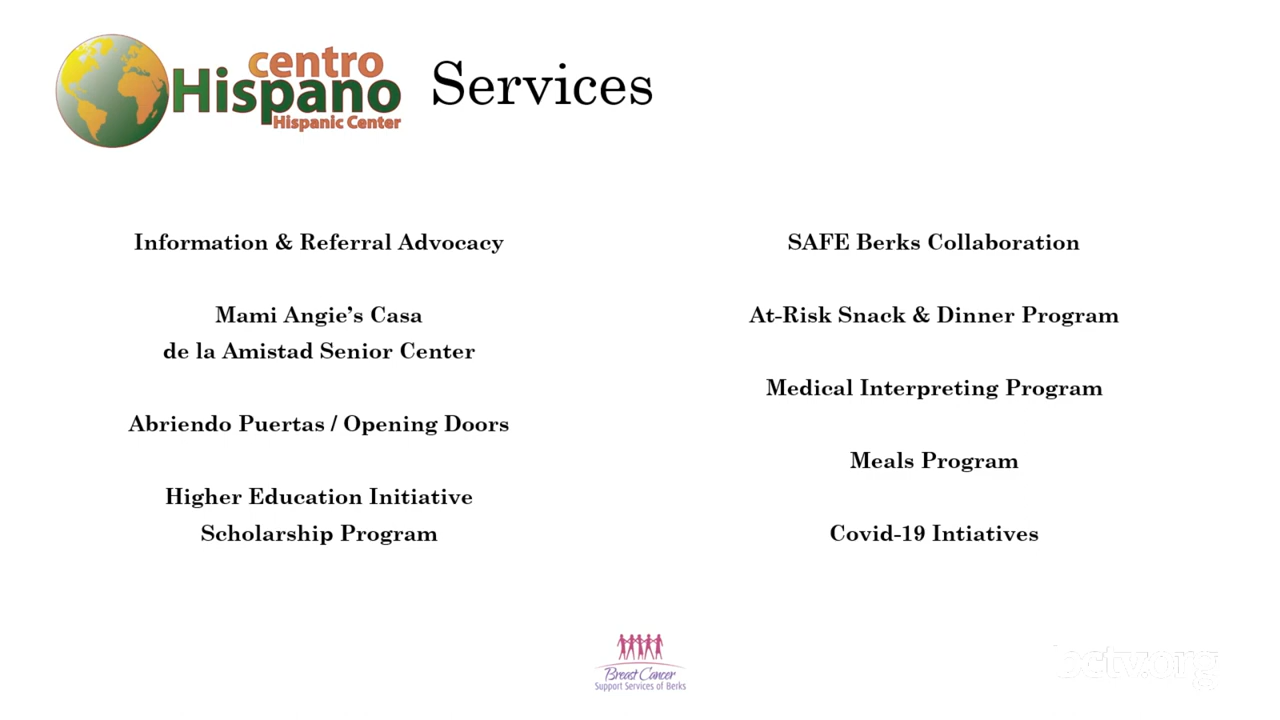 centro
Hispano
Hispanic Center
Services
Information & Referral Advocacy
Mami Angie's Casa
de la Amistad Senior Center
Abriendo Puertas / Opening Doors
Higher Education Initiative
Scholarship Program
SAFE Berks Collaboration
At-Risk Snack & Dinner Program
Medical Interpreting Program
Meals Program
Covid-19 Intiatives
Breast Cancer
Support Services of Berks
bctv.org